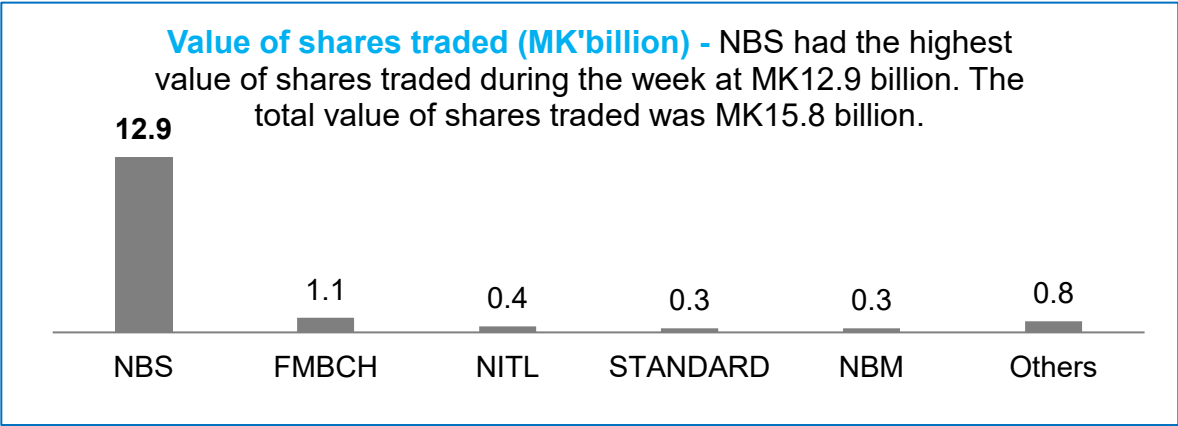 Value of shares traded (MK'billion) - NBS had the highest
value of shares traded during the week at MK12.9 billion. The
total value of shares traded was MK15.8 billion.
12.9
1.1
0.4
0.3
0.3
0.8
NBS
FMBCH
NITL
STANDARD
NBM
Others